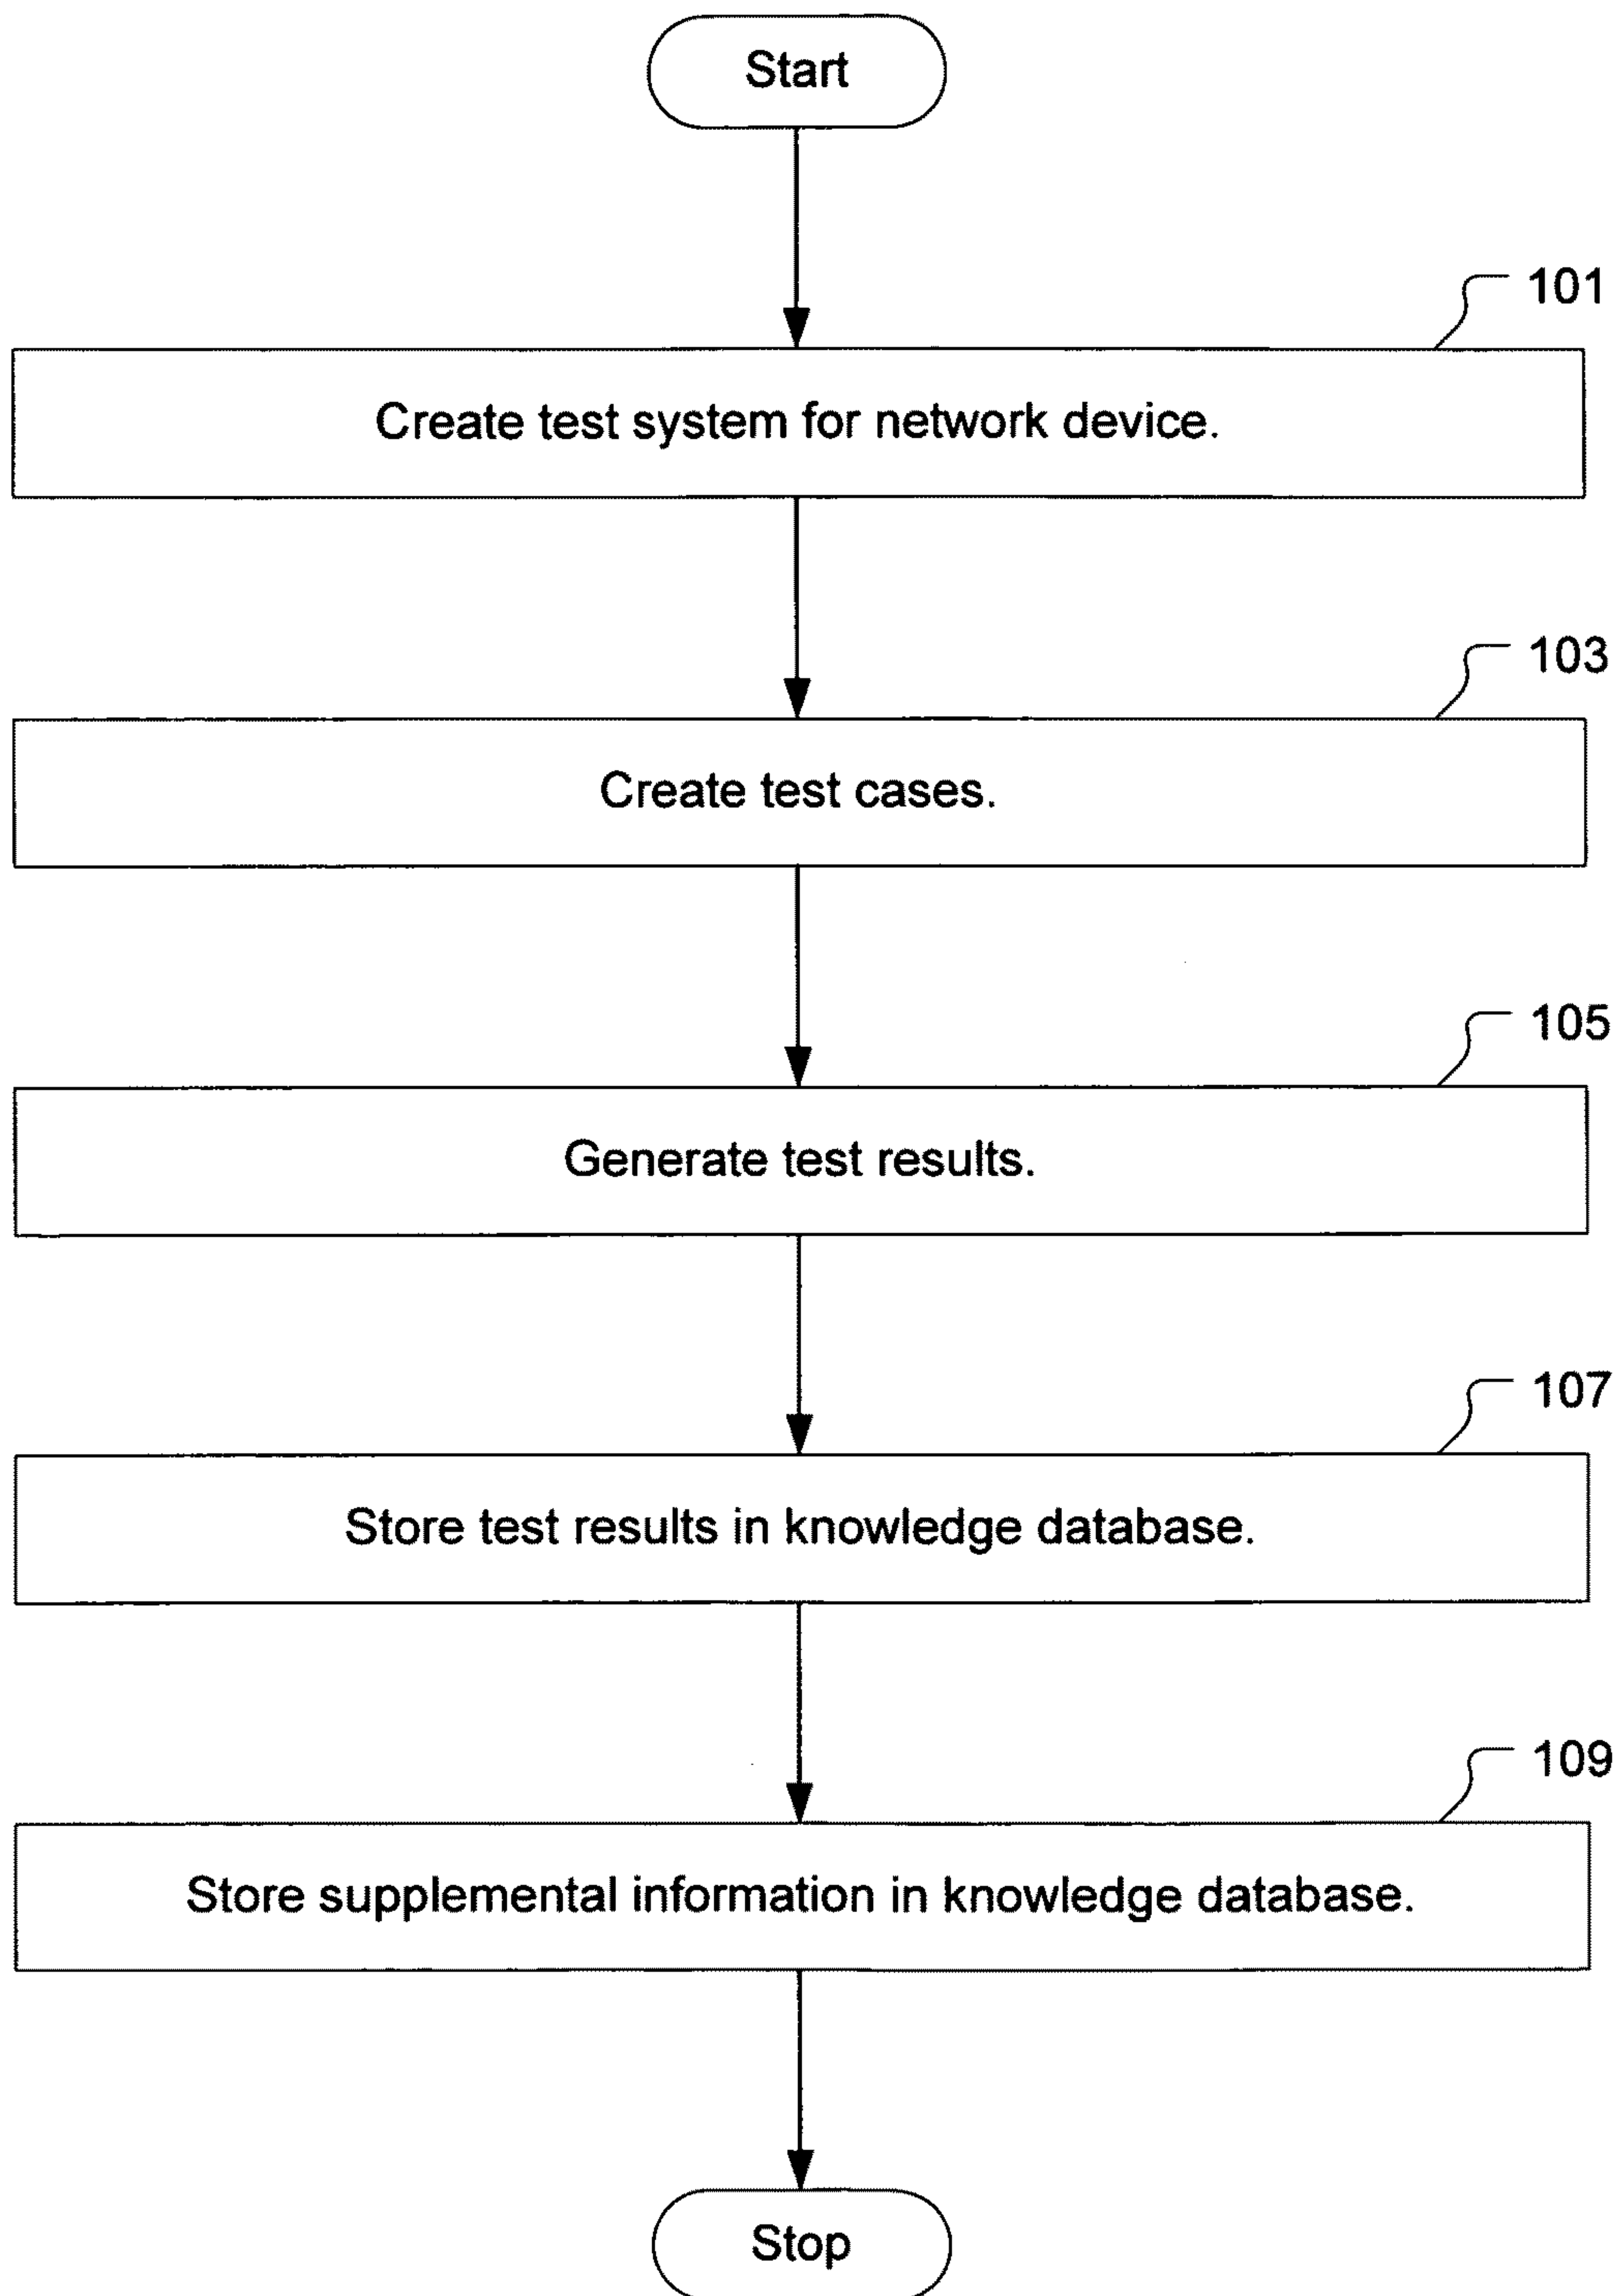 Start
101
Create test system for network device.
103
Create test cases.
105
Generate test results.
107
Store test results in knowledge database.
109
Store supplemental information in knowledge database.
Stop